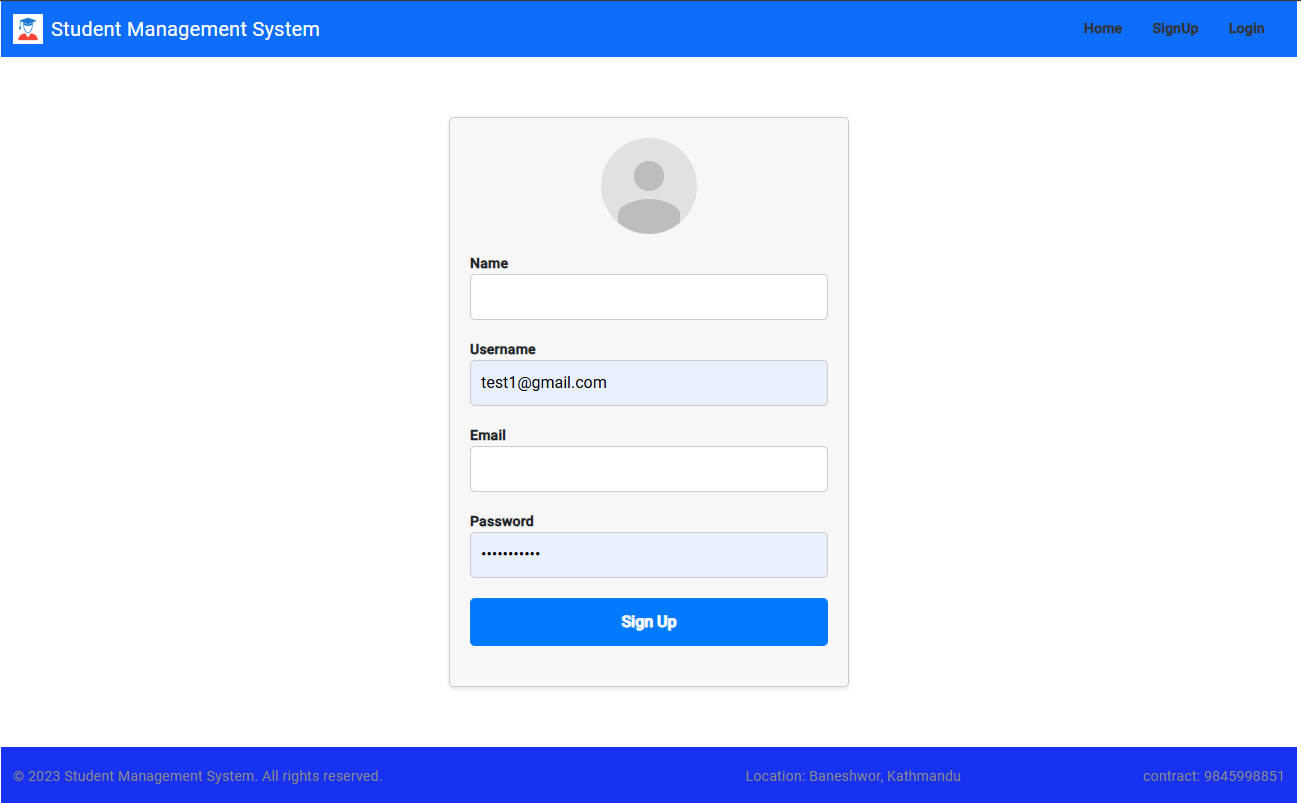 Student Management System
Home SignUp Login
Name
Username
test1@gmail.com
Email
Password
•••••••••••
Sign Up
© 2023 Student Management System. All rights reserved. Location: Baneshwor, Kathmandu contract: 9845998851